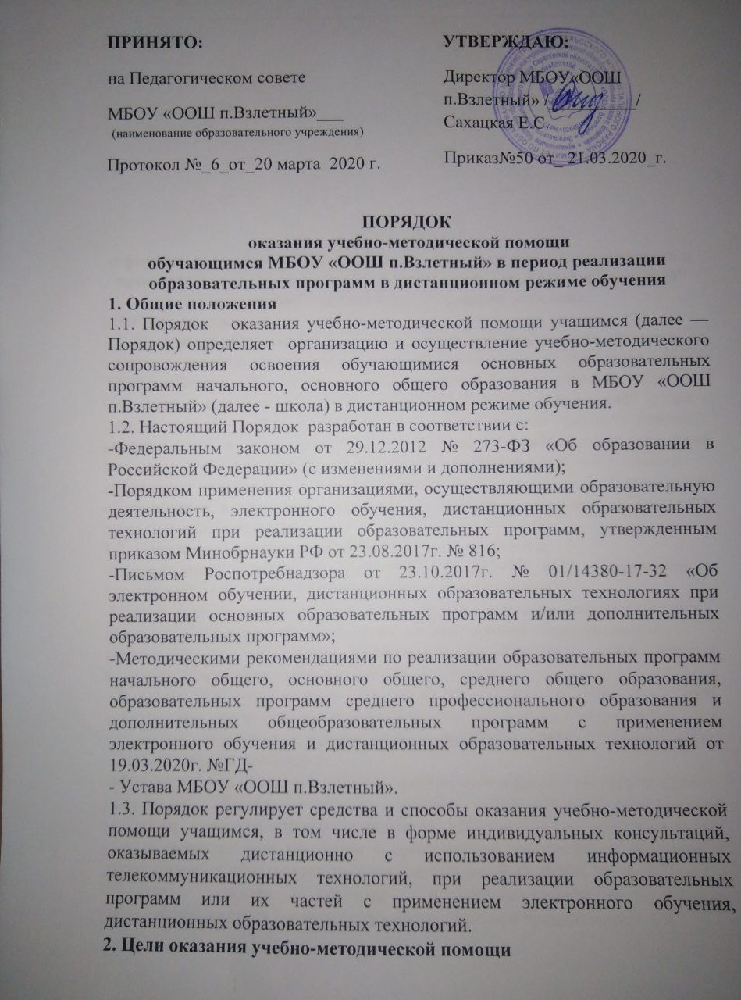 ПРИНЯТО:
на Педагогическом совете
МБОУ «ООШ п.Взлетный»___
(наименование образовательного учреждения)
Протокол №_6_от_20 марта 2020 г.
УТВЕРЖДАЮ:
Директор МБОУ«ООШ
п.Взлетный» /__________/
Сахацкая Е.С.
Приказ№50 от_ 21.03.2020_г.
ПОРЯДОК
оказания учебно-методической помощи
обучающимся МБОУ «ООШ п.Взлетный» в период реализации
образовательных программ в дистанционном режиме обучения
1. Общие положения
1.1. Порядок оказания учебно-методической помощи учащимся (далее —
Порядок) определяет организацию и осуществление учебно-методического
сопровождения освоения обучающимися основных образовательных
программ начального, основного общего образования в МБОУ «ООШ
п.Взлетный» (далее - школа) в дистанционном режиме обучения.
1.2. Настоящий Порядок разработан в соответствии с:
-Федеральным законом от 29.12.2012 № 273-ФЗ «Об образовании в
Российской Федерации» (с изменениями и дополнениями);
-Порядком применения организациями, осуществляющими образовательную
деятельность, электронного обучения, дистанционных образовательных
технологий при реализации образовательных программ, утвержденным
приказом Минобрнауки РФ от 23.08.2017г. № 816;
-Письмом Роспотребнадзора от 23.10.2017г. № 01/14380-17-32 «Об
электронном обучении, дистанционных образовательных технологиях при
реализации основных образовательных программ и/или дополнительных
образовательных программ»;
-Методическими рекомендациями по реализации образовательных программ
начального общего, основного общего, среднего общего образования,
образовательных программ среднего профессионального образования и
дополнительных общеобразовательных программ с применением
электронного обучения и дистанционных образовательных технологий от
19.03.2020г. №ГД-
- Устава МБОУ «ООШ п.Взлетный».
1.3. Порядок регулирует средства и способы оказания учебно-методической
помощи учащимся, в том числе в форме индивидуальных консультаций,
оказываемых дистанционно с использованием информационных
телекоммуникационных технологий, при реализации образовательных
программ или их частей с применением электронного обучения,
дистанционных образовательных технологий.
2. Цели оказания учебно-методической помощи